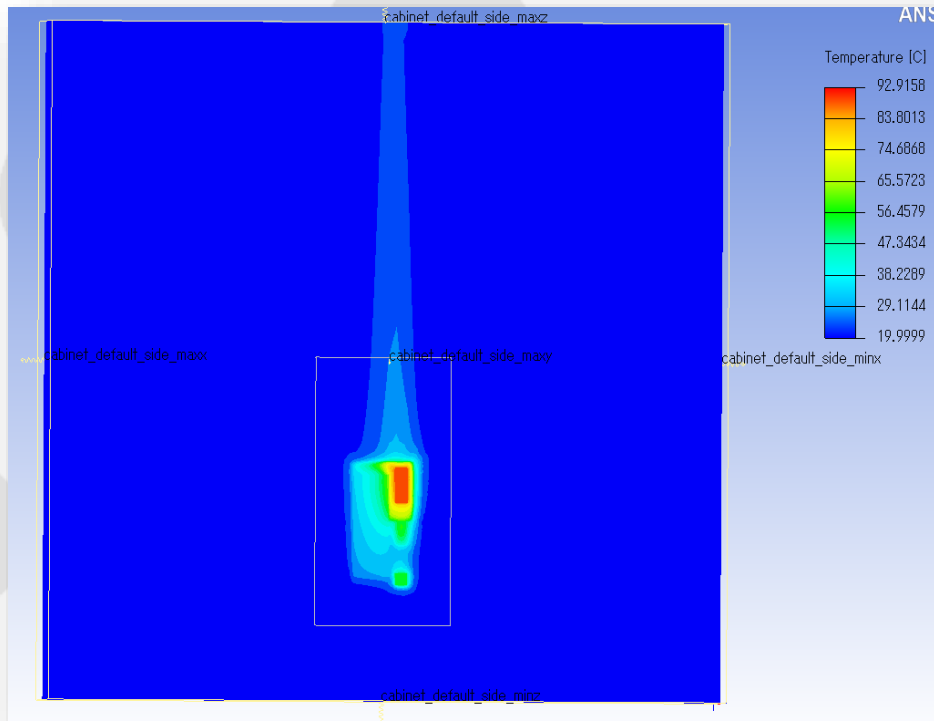 cabinet_default_side_maxz
ANS
Temperature [C]
92.9158
83.8013
74.6868
65.5723
56.4579
47.3434
38.2289
29.1144
19.9999
cabinet_default_side_maxx
cabinet_default_side_maxy
cabinet_default_side_minx
cabinet_default_side_minz